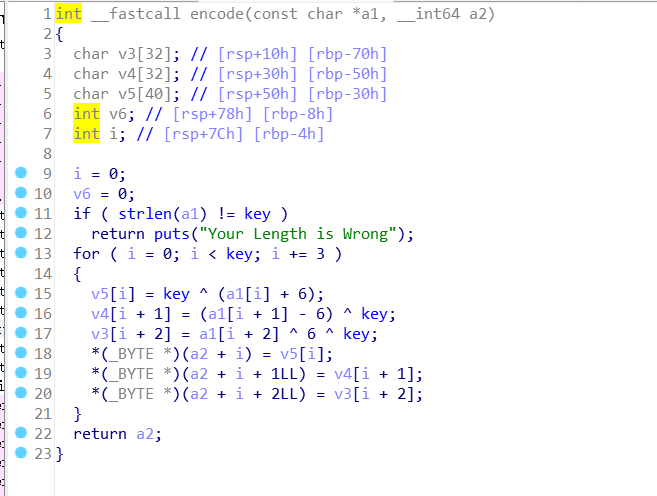 1 int __fastcall encode(const char *a1, __int64 a2)
2 {
3 char v3[32]; // [rsp+10h] [rbp-70h]
4 char v4[32]; // [rsp+30h] [rbp-50h]
5 char v5[40]; // [rsp+50h] [rbp-30h]
6 int v6; // [rsp+78h] [rbp-8h]
7 int i; // [rsp+7Ch] [rbp-4h]
8
9 i = 0;
10 v6 = 0;
11 if ( strlen(a1) != key )
12 return puts("Your Length is Wrong");
13 for ( i = 0; i < key; i += 3 )
14 {
15 v5[i] = key ^ (a1[i] + 6);
16 v4[i + 1] = (a1[i + 1] - 6) ^ key;
17 v3[i + 2] = a1[i + 2] ^ 6 ^ key;
18 *(_BYTE *)(a2 + i) = v5[i];
19 *(_BYTE *)(a2 + i + 1LL) = v4[i + 1];
20 *(_BYTE *)(a2 + i + 2LL) = v3[i + 2];
21 }
22 return a2;
23 }